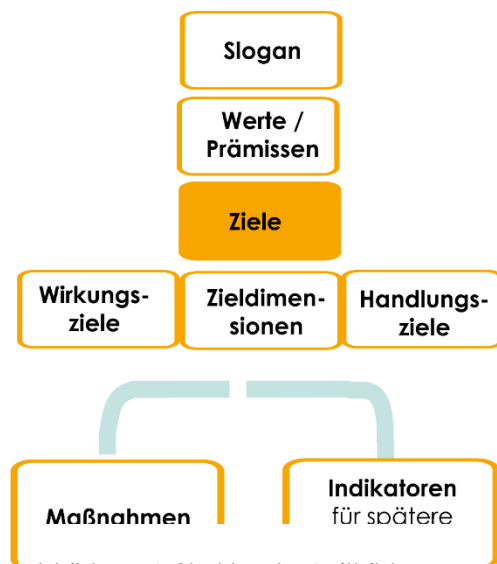 Slogan
Werte /
Prämissen
Ziele
Wirkungs-
ziele
Zieldimen-
sionen
Handlungs-
ziele
Maßnahmen
Indikatoren
für spätere